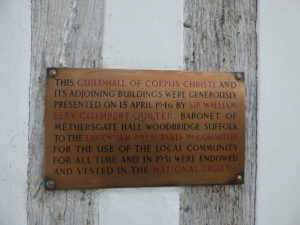 THIS GUILDHALL OF CORPUS CHRISTI AND
ITS ADJOINING BUILDINGS WERE GENEROUSLY
PRESENTED ON 15 APRIL 1946 BY SIR WILLIAM
ELEY CUTHBERT QUILTER, BARONET OF
METHERSGATE HALL WOODBRIDGE SUFFOLK
TO THE LAVENHAM PRESERVATION COMMITTEE
FOR THE USE OF THE LOCAL COMMUNITY
FOR ALL TIME AND IN 1951 WERE ENDOWED
AND VESTED IN THE NATIONAL TRUST